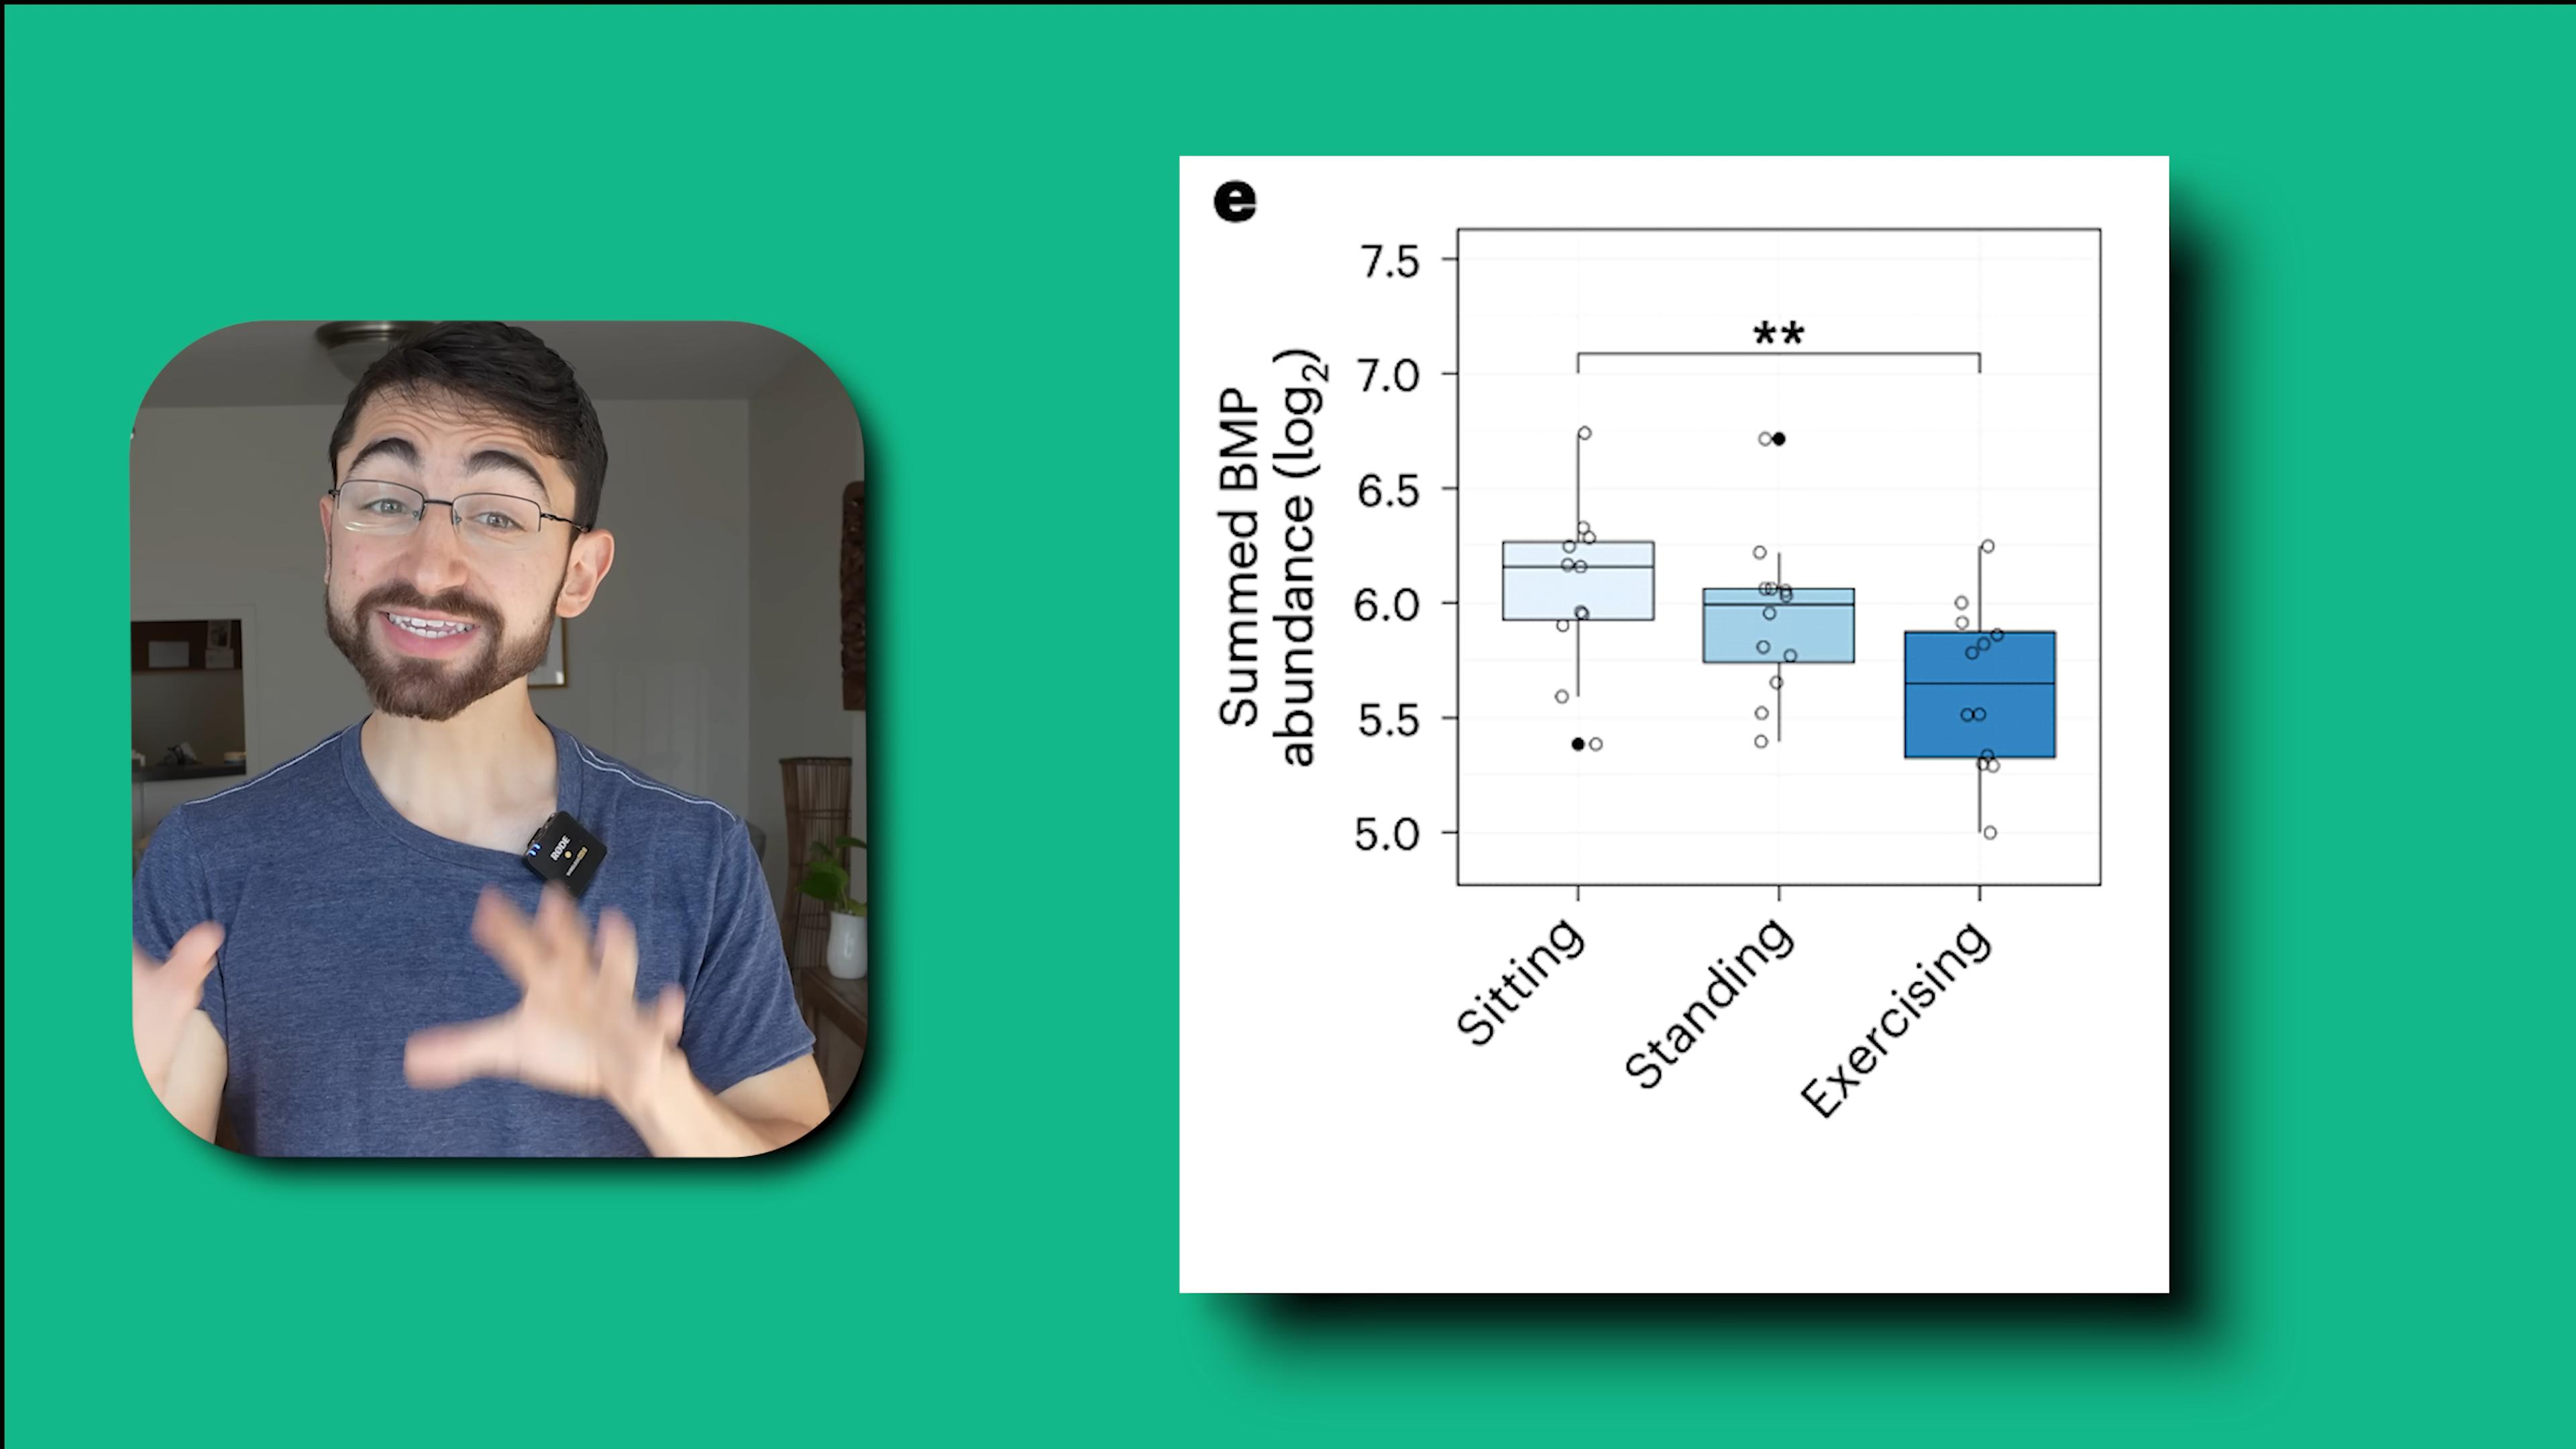 e
Summed BMP
abundance (log₂)
7.5
7.0
6.5
6.0
5.5
5.0
**
Sitting
Standing
Exercising
RØDE